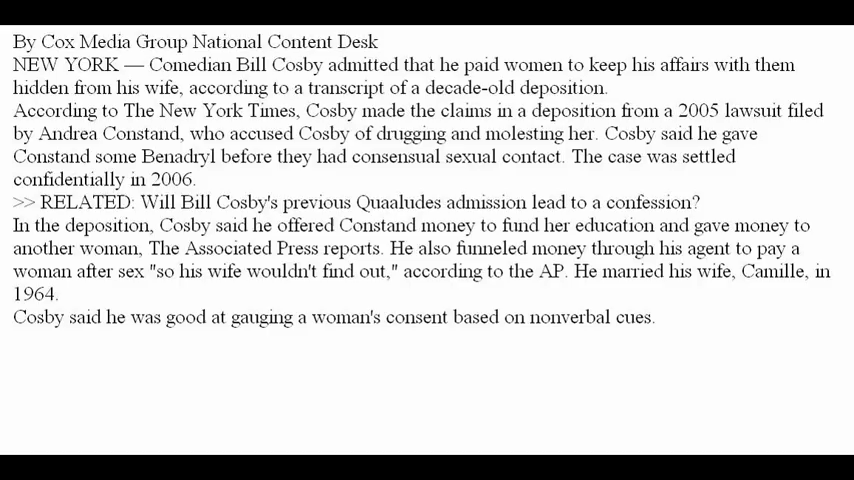 By Cox Media Group National Content Desk
NEW YORK — Comedian Bill Cosby admitted that he paid women to keep his affairs with them
hidden from his wife, according to a transcript of a decade-old deposition.
According to The New York Times, Cosby made the claims in a deposition from a 2005 lawsuit filed
by Andrea Constand, who accused Cosby of drugging and molesting her. Cosby said he gave
Constand some Benadryl before they had consensual sexual contact. The case was settled
confidentially in 2006.
>> RELATED: Will Bill Cosby's previous Quaaludes admission lead to a confession?
In the deposition, Cosby said he offered Constand money to fund her education and gave money to
another woman, The Associated Press reports. He also funneled money through his agent to pay a
woman after sex "so his wife wouldn't find out," according to the AP. He married his wife, Camille, in
1964.
Cosby said he was good at gauging a woman's consent based on nonverbal cues.